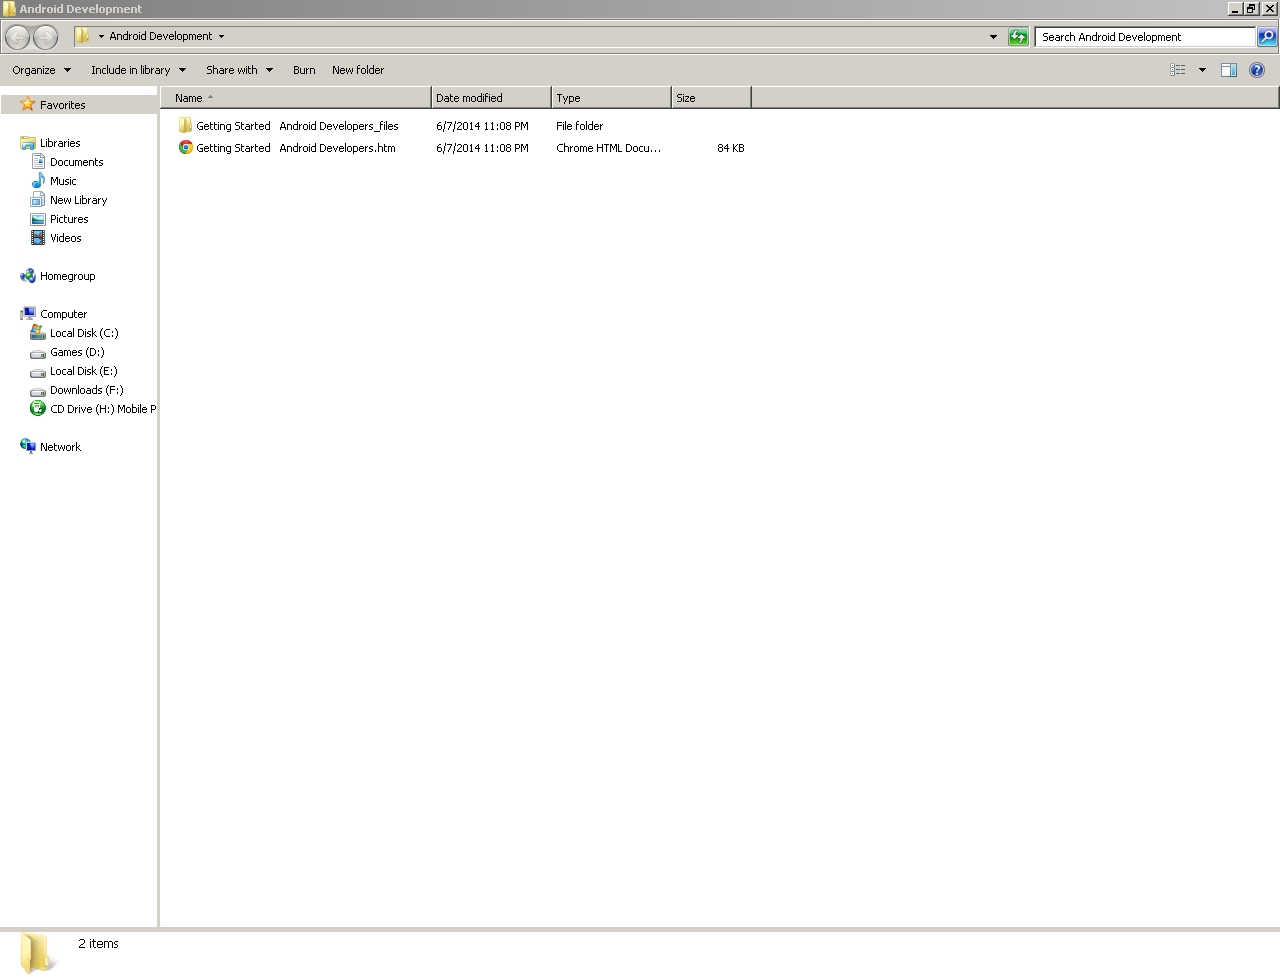 Android Development
Android Development
Search Android Development
Organize Include in library Share with Burn New folder
Favorites
Libraries
Documents
Music
New Library
Pictures
Videos
Homegroup
Computer
Local Disk (C:)
Games (D:)
Local Disk (E:)
Downloads (F:)
CD Drive (H:) Mobile P
Network
Name Date modified Type Size
Getting Started Android Developers_files 6/7/2014 11:08 PM File folder
Getting Started Android Developers.htm 6/7/2014 11:08 PM Chrome HTML Docu... 84 KB
2 items